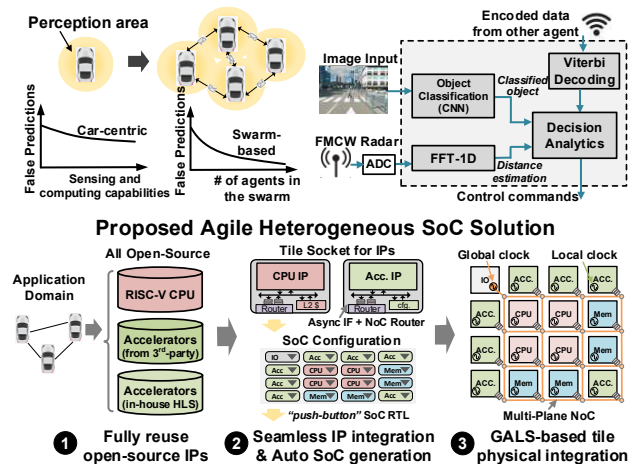 Perception area
False Predictions
Car-centric
Sensing and
computing capabilities
False Predictions
Swarm-
based
# of agents in
the swarm
Encoded data
from other agent
Image Input
Object
Classification
(CNN)
Classified
object
Viterbi
Decoding
Decision
Analytics
FMCW Radar
ADC
FFT-1D
Distance
estimation
Control commands
Proposed Agile Heterogeneous SoC Solution
Application
Domain
All Open-Source
RISC-V CPU
Accelerators
(from 3rd-party)
Accelerators
(in-house HLS)
Tile Socket for IPs
CPU IP
Router
L2 $
Acc. IP
Router
cfg.
Async IF + NoC Router
SoC Configuration
IO Acc Acc Acc
Acc CPU CPU Mem
Acc CPU CPU Mem
Acc Mem Mem Acc
“push-button” SoC RTL
Global clock
Local clock
IO ACC. ACC. ACC.
ACC. CPU CPU Mem
ACC. CPU CPU Mem
ACC. Mem Mem ACC.
Multi-Plane NoC
1 Fully reuse
open-source IPs
2 Seamless IP integration
& Auto SoC generation
3 GALS-based tile
physical integration